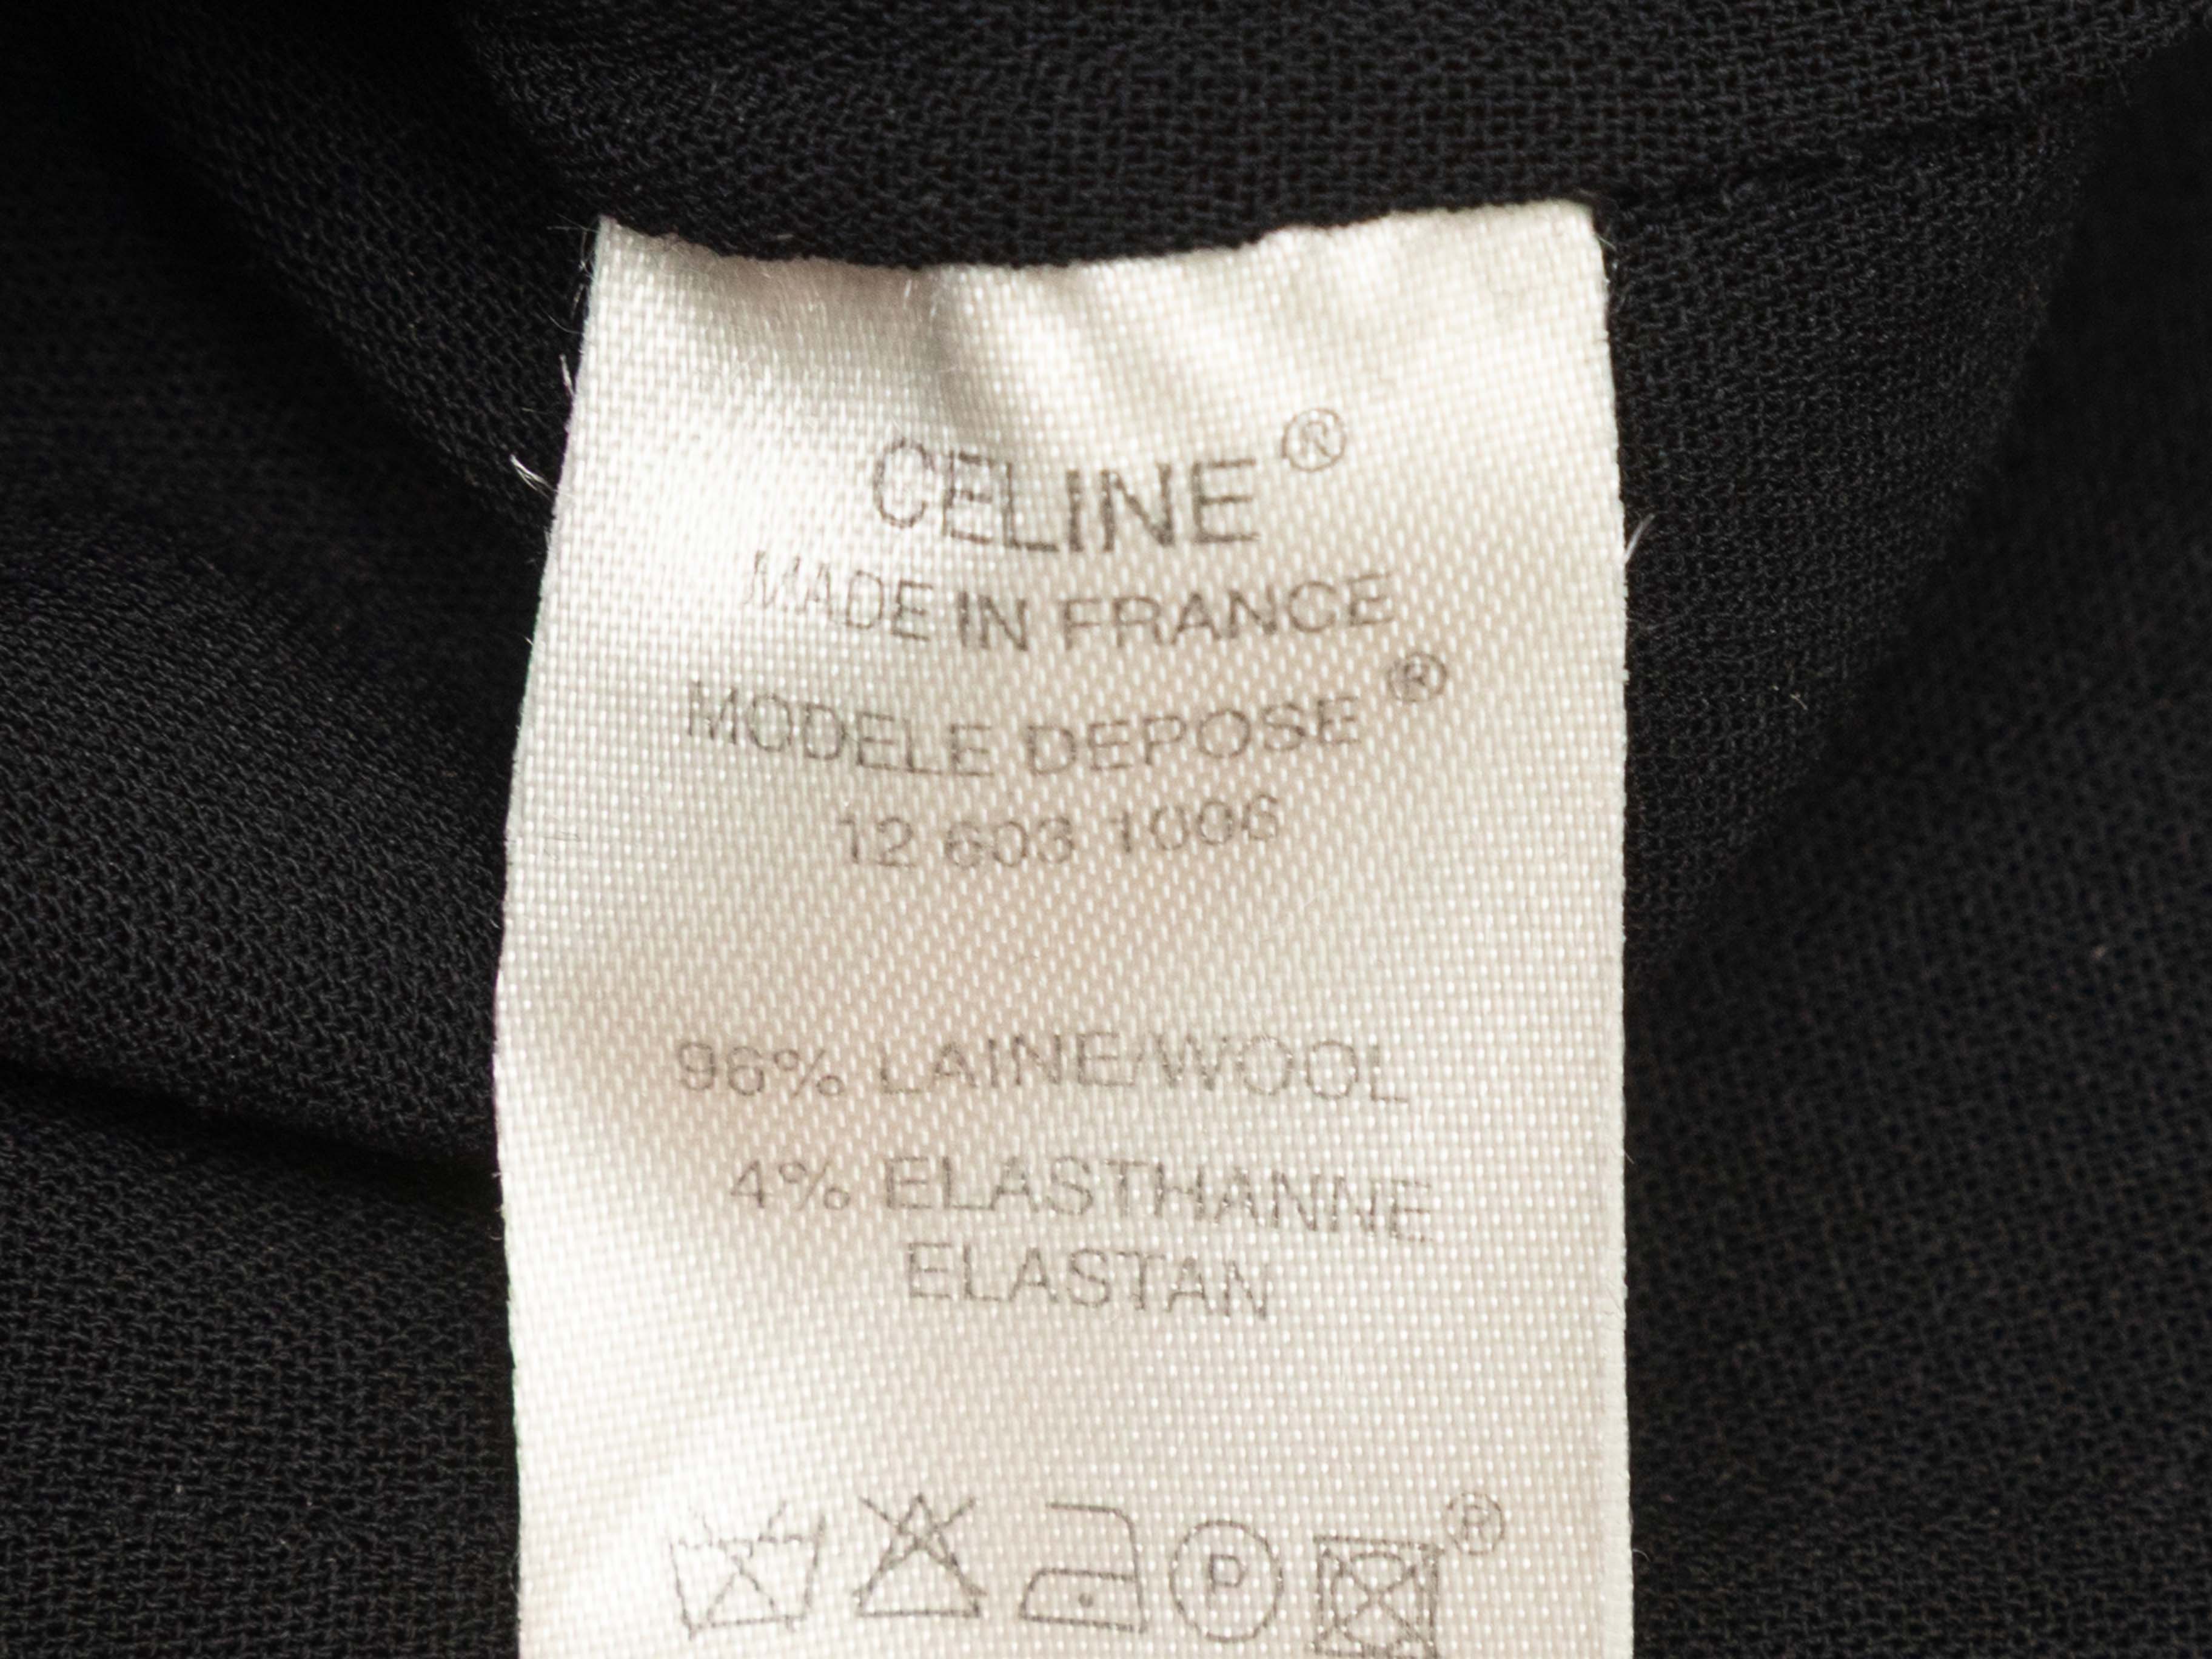 CELINE®
MADE IN FRANCE
MODELE DEPOSE®
12 603 1006
96% LAINE/WOOL
4% ELASTHANNE
ELASTAN
P ®